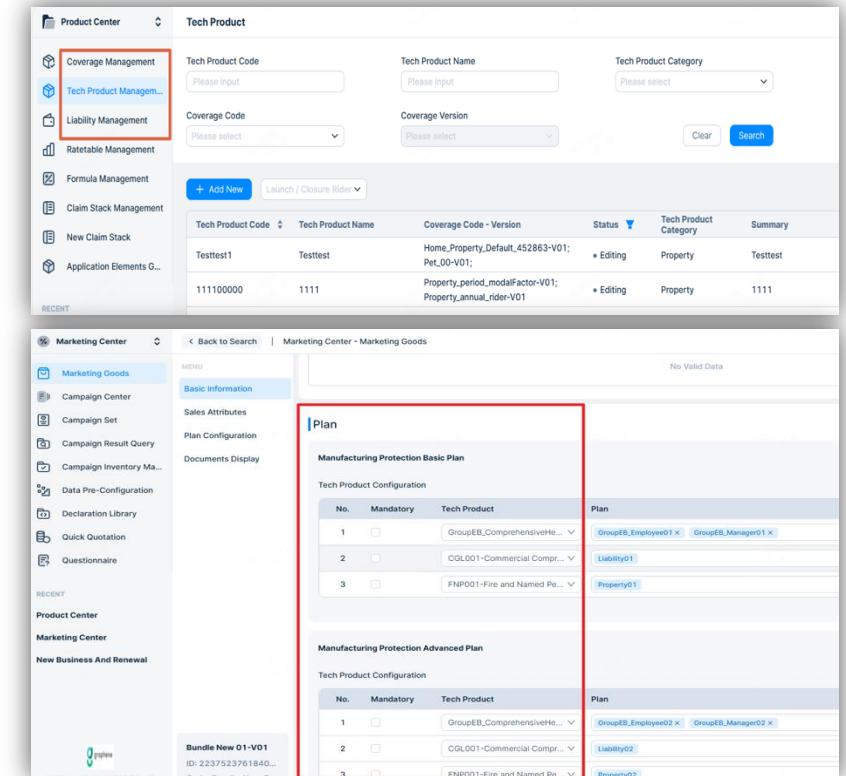 Product Center
Tech Product
Coverage Management
Tech Product Managem...
Liability Management
Ratetable Management
Formula Management
Claim Stack Management
New Claim Stack
Application Elements G...
RECENT
Tech Product Code
Tech Product Name
Tech Product Category
Please input
Please input
Please select
Coverage Code
Coverage Version
Please select
Please select
Clear
Search
+ Add New
Launch / Closure Rider
Tech Product Code
Tech Product Name
Coverage Code - Version
Status
Tech Product Category
Summary
Testtest1
Testtest
Home_Property_Default_452863-V01;
Pet_00-V01;
Editing
Property
Testtest
111100000
1111
Property_period_modalFactor-V01;
Property_annual_rider-V01
Editing
Property
1111
Marketing Center
< Back to Search | Marketing Center - Marketing Goods
Marketing Goods
Campaign Center
Campaign Set
Campaign Result Query
Campaign Inventory Ma...
Data Pre-Configuration
Declaration Library
Quick Quotation
Questionnaire
RECENT
Product Center
Marketing Center
New Business And Renewal
graphene
MENU
Basic Information
Sales Attributes
Plan Configuration
Documents Display
Bundle New 01-V01
ID: 2237523761840...
No Valid Data
Plan
Manufacturing Protection Basic Plan
Tech Product Configuration
No. Mandatory Tech Product Plan
1 GroupEB_ComprehensiveHe... GroupEB_Employee01 × GroupEB_Manager01 ×
2 CGL001-Commercial Compr... Liability01
3 FNP001-Fire and Named Pe... Property01
Manufacturing Protection Advanced Plan
Tech Product Configuration
No. Mandatory Tech Product Plan
1 GroupEB_ComprehensiveHe... GroupEB_Employee02 × GroupEB_Manager02 ×
2 CGL001-Commercial Compr... Liability02
3 FNP001-Fire and Named Pe... Property02